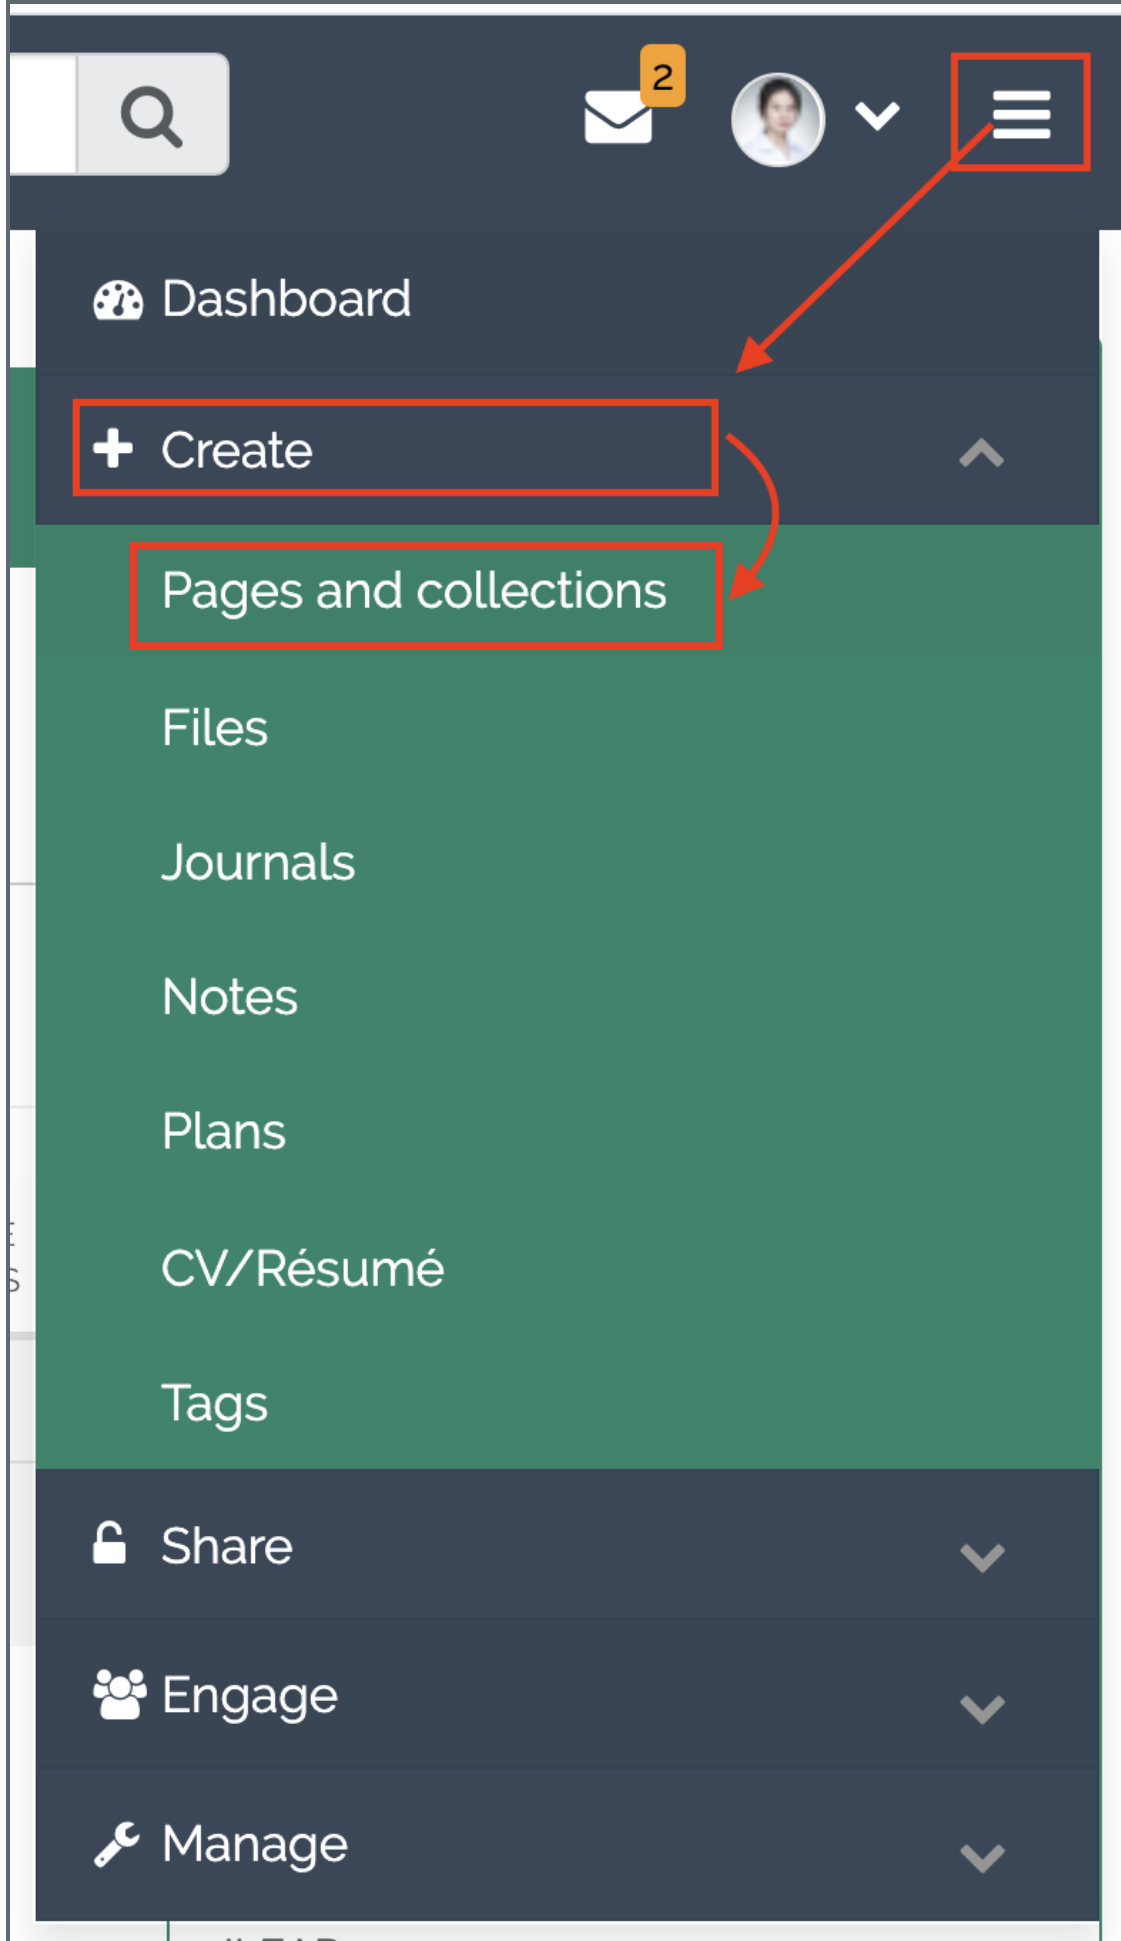 2
Dashboard
Create
Pages and collections
Files
Journals
Notes
Plans
CV/Résumé
Tags
E
S
Share
Engage
Manage